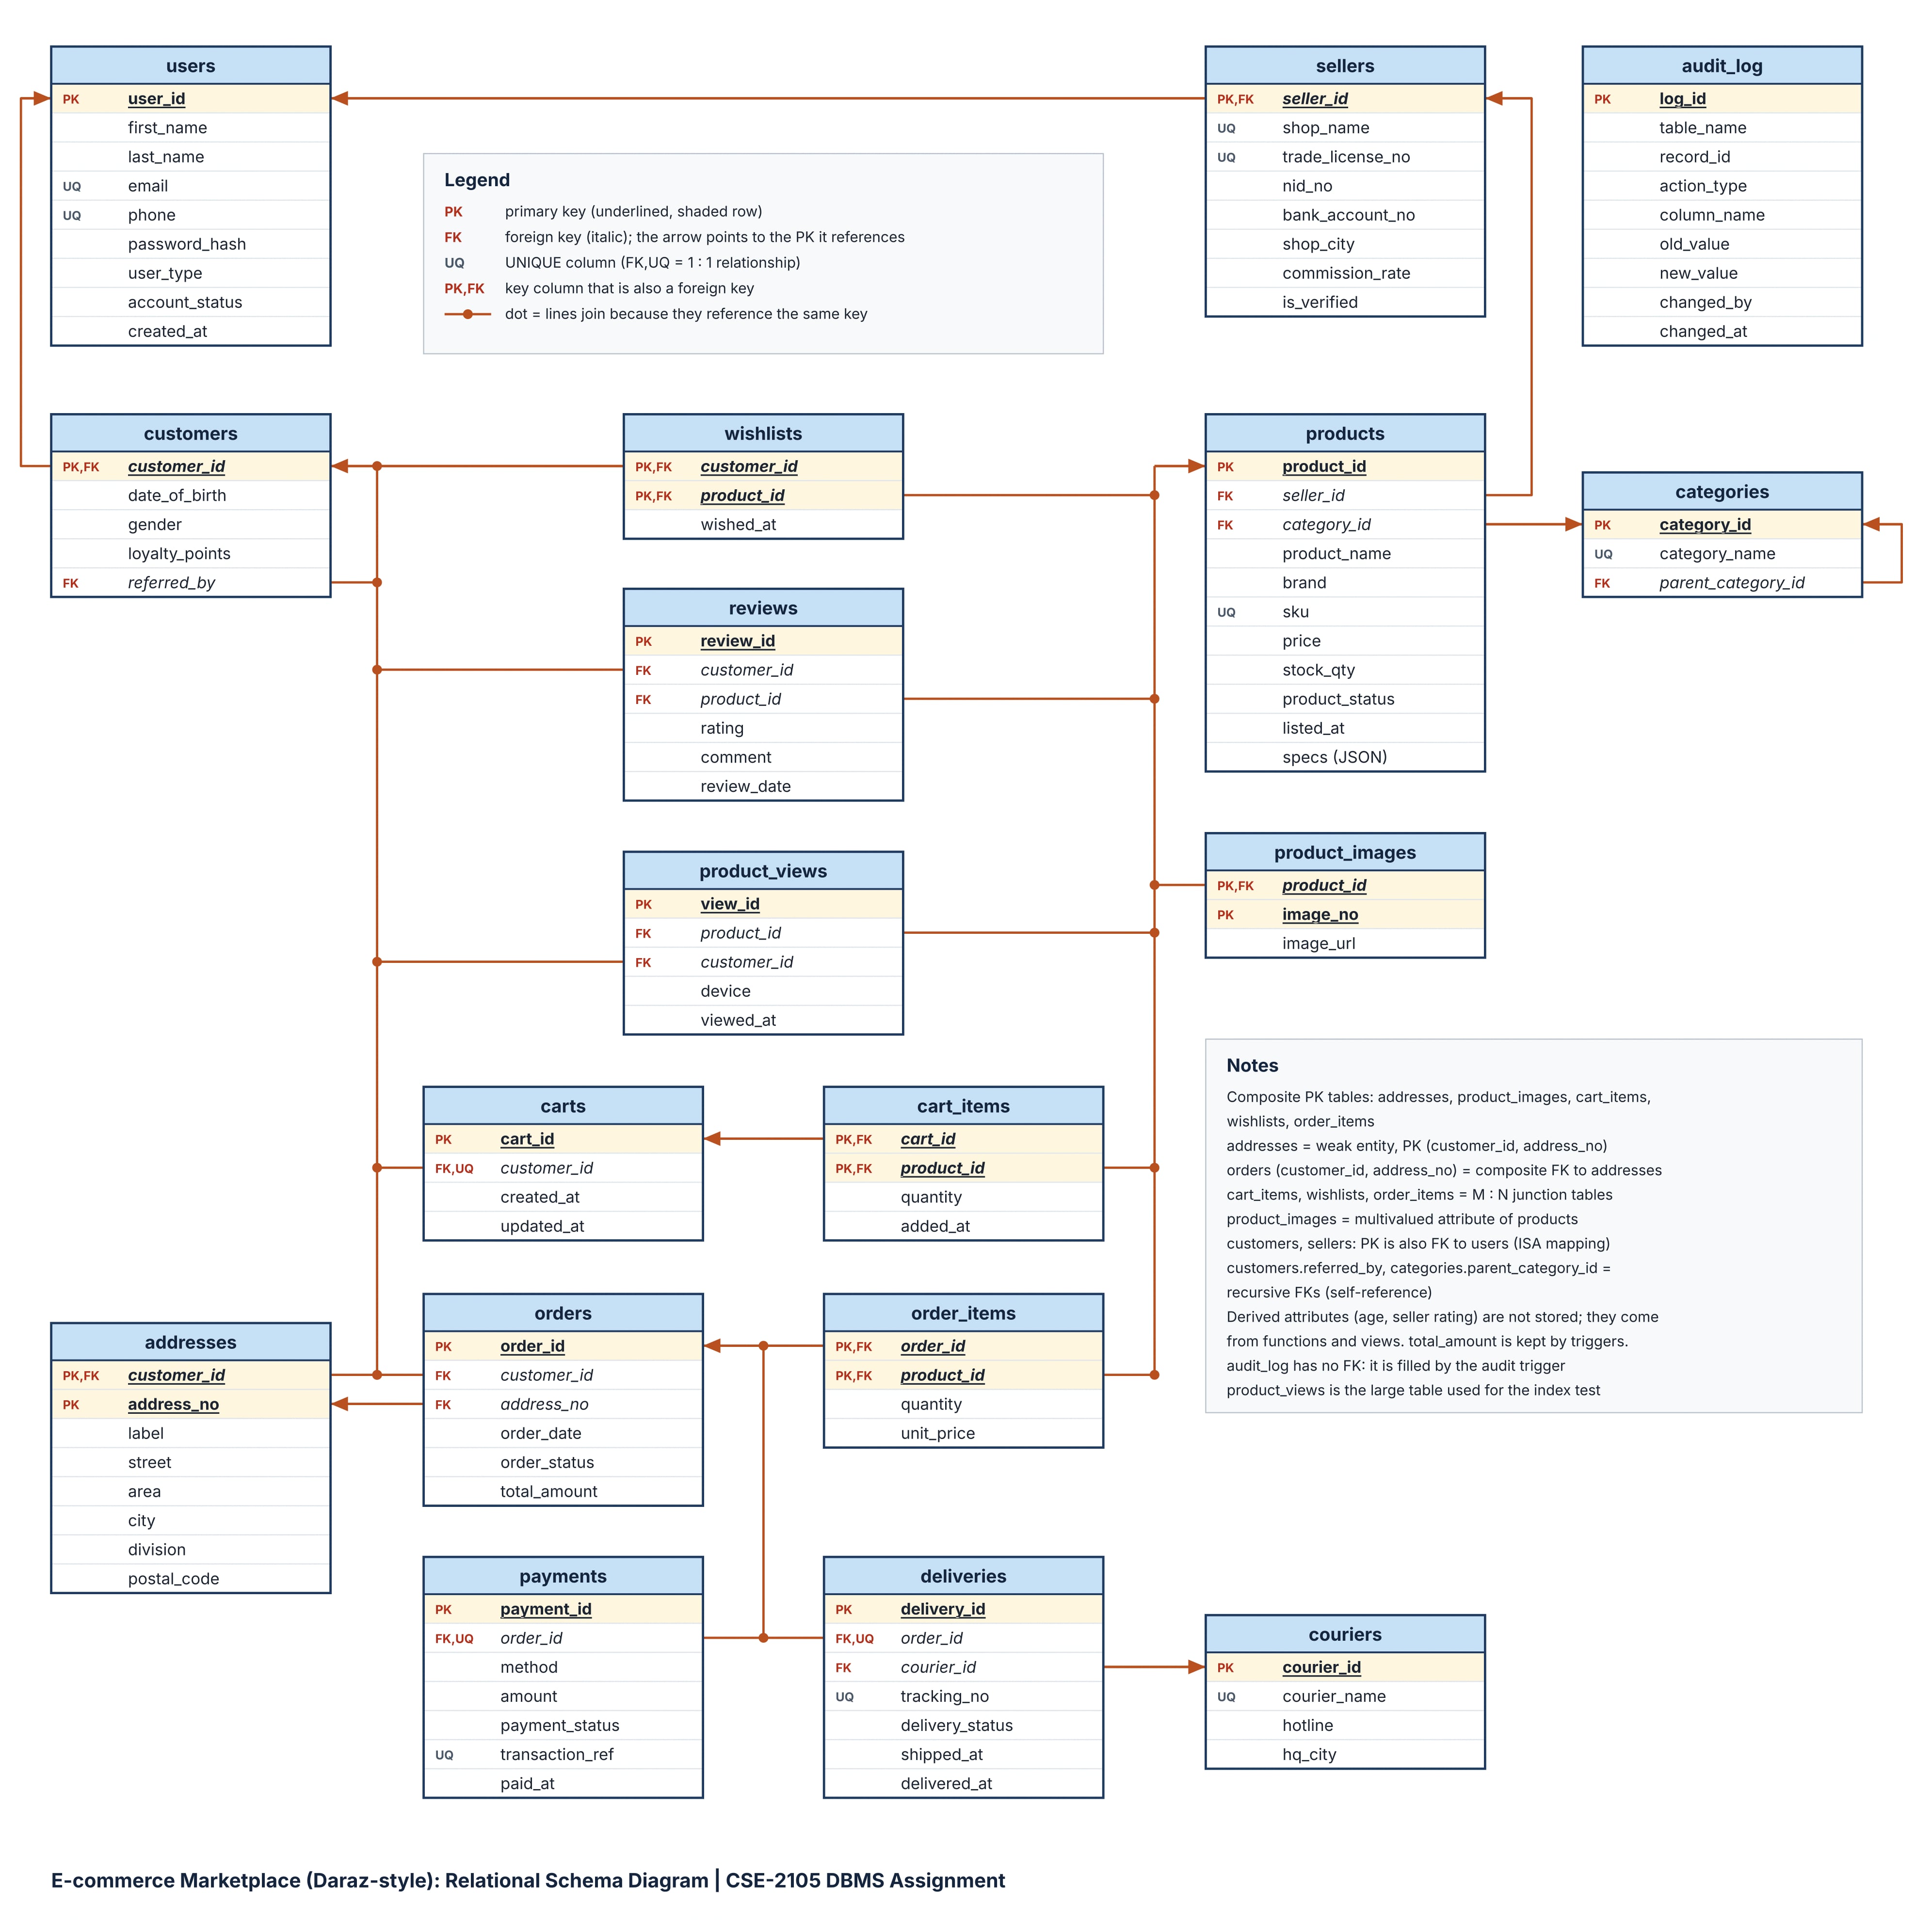 users
PK user_id
first_name
last_name
UQ email
UQ phone
password_hash
user_type
account_status
created_at
Legend
PK primary key (underlined, shaded row)
FK foreign key (italic); the arrow points to the PK it references
UQ UNIQUE column (FK,UQ = 1 : 1 relationship)
PK,FK key column that is also a foreign key
dot = lines join because they reference the same key
sellers
PK,FK seller_id
UQ shop_name
UQ trade_license_no
nid_no
bank_account_no
shop_city
commission_rate
is_verified
audit_log
PK log_id
table_name
record_id
action_type
column_name
old_value
new_value
changed_by
changed_at
customers
PK,FK customer_id
date_of_birth
gender
loyalty_points
FK referred_by
wishlists
PK,FK customer_id
PK,FK product_id
wished_at
products
PK product_id
FK seller_id
FK category_id
product_name
brand
UQ sku
price
stock_qty
product_status
listed_at
specs (JSON)
categories
PK category_id
UQ category_name
FK parent_category_id
reviews
PK review_id
FK customer_id
FK product_id
rating
comment
review_date
product_views
PK view_id
FK product_id
FK customer_id
device
viewed_at
product_images
PK,FK product_id
PK image_no
image_url
Notes
Composite PK tables: addresses, product_images, cart_items,
wishlists, order_items
addresses = weak entity, PK (customer_id, address_no)
orders (customer_id, address_no) = composite FK to addresses
cart_items, wishlists, order_items = M : N junction tables
product_images = multivalued attribute of products
customers, sellers: PK is also FK to users (ISA mapping)
customers.referred_by, categories.parent_category_id =
recursive FKs (self-reference)
Derived attributes (age, seller rating) are not stored; they come
from functions and views. total_amount is kept by triggers.
audit_log has no FK: it is filled by the audit trigger
product_views is the large table used for the index test
carts
PK cart_id
FK,UQ customer_id
created_at
updated_at
cart_items
PK,FK cart_id
PK,FK product_id
quantity
added_at
addresses
PK,FK customer_id
PK address_no
label
street
area
city
division
postal_code
orders
PK order_id
FK customer_id
FK address_no
order_date
order_status
total_amount
order_items
PK,FK order_id
PK,FK product_id
quantity
unit_price
payments
PK payment_id
FK,UQ order_id
method
amount
payment_status
UQ transaction_ref
paid_at
deliveries
PK delivery_id
FK,UQ order_id
FK courier_id
UQ tracking_no
delivery_status
shipped_at
delivered_at
couriers
PK courier_id
UQ courier_name
hotline
hq_city
E-commerce Marketplace (Daraz-style): Relational Schema Diagram | CSE-2105 DBMS Assignment